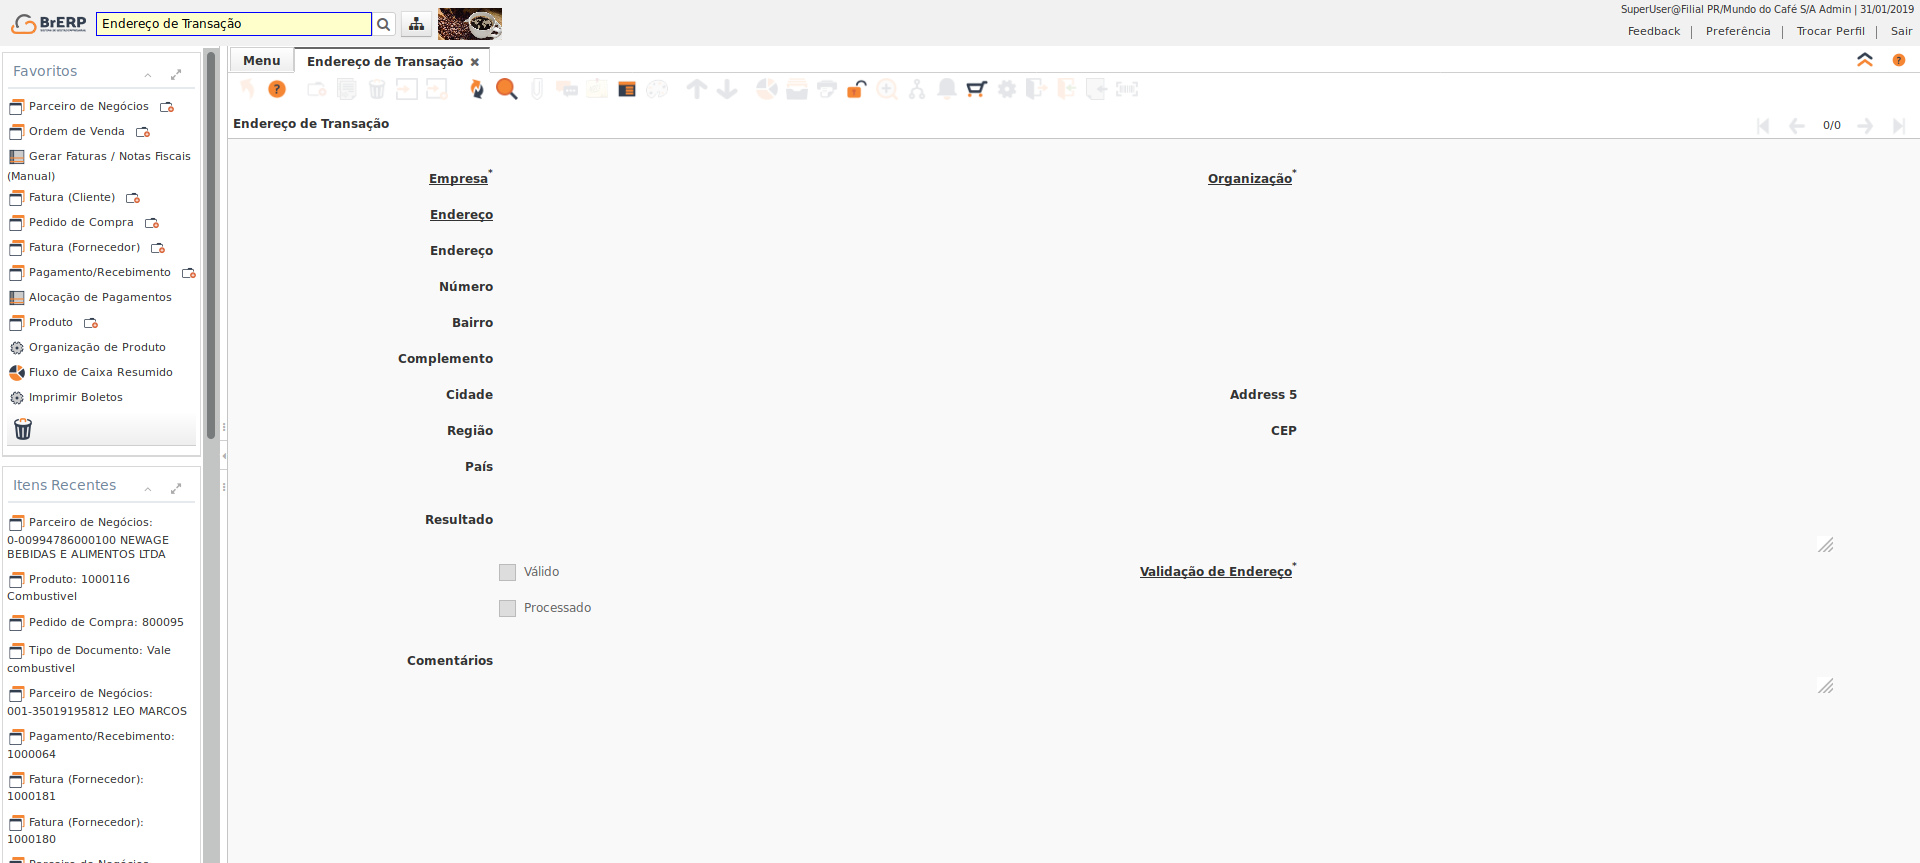 BrERP
Endereço de Transação
SuperUser@Filial PR/Mundo do Café S/A Admin | 31/01/2019
Feedback | Preferência | Trocar Perfil | Sair
Favoritos
Parceiro de Negócios
Ordem de Venda
Gerar Faturas / Notas Fiscais
(Manual)
Fatura (Cliente)
Pedido de Compra
Fatura (Fornecedor)
Pagamento/Recebimento
Alocação de Pagamentos
Produto
Organização de Produto
Fluxo de Caixa Resumido
Imprimir Boletos
Itens Recentes
Parceiro de Negócios:
0-00994786000100 NEWAGE
BEBIDAS E ALIMENTOS LTDA
Produto: 1000116
Combustivel
Pedido de Compra: 800095
Tipo de Documento: Vale
combustivel
Parceiro de Negócios:
001-35019195812 LEO MARCOS
Pagamento/Recebimento:
1000064
Fatura (Fornecedor):
1000181
Fatura (Fornecedor):
1000180
Parceiro de Negócios
Menu
Endereço de Transação
Endereço de Transação
0/0
Empresa*
Organização*
Endereço
Endereço
Número
Bairro
Complemento
Cidade
Address 5
Região
CEP
País
Resultado
Válido
Validação de Endereço*
Processado
Comentários